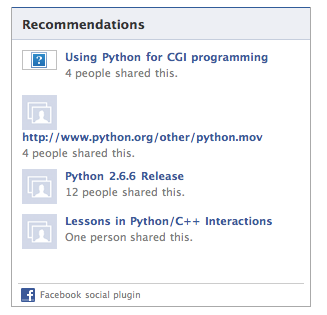 Recommendations
Using Python for CGI programming
4 people shared this.
http://www.python.org/other/python.mov
4 people shared this.
Python 2.6.6 Release
12 people shared this.
Lessons in Python/C++ Interactions
One person shared this.
Facebook social plugin